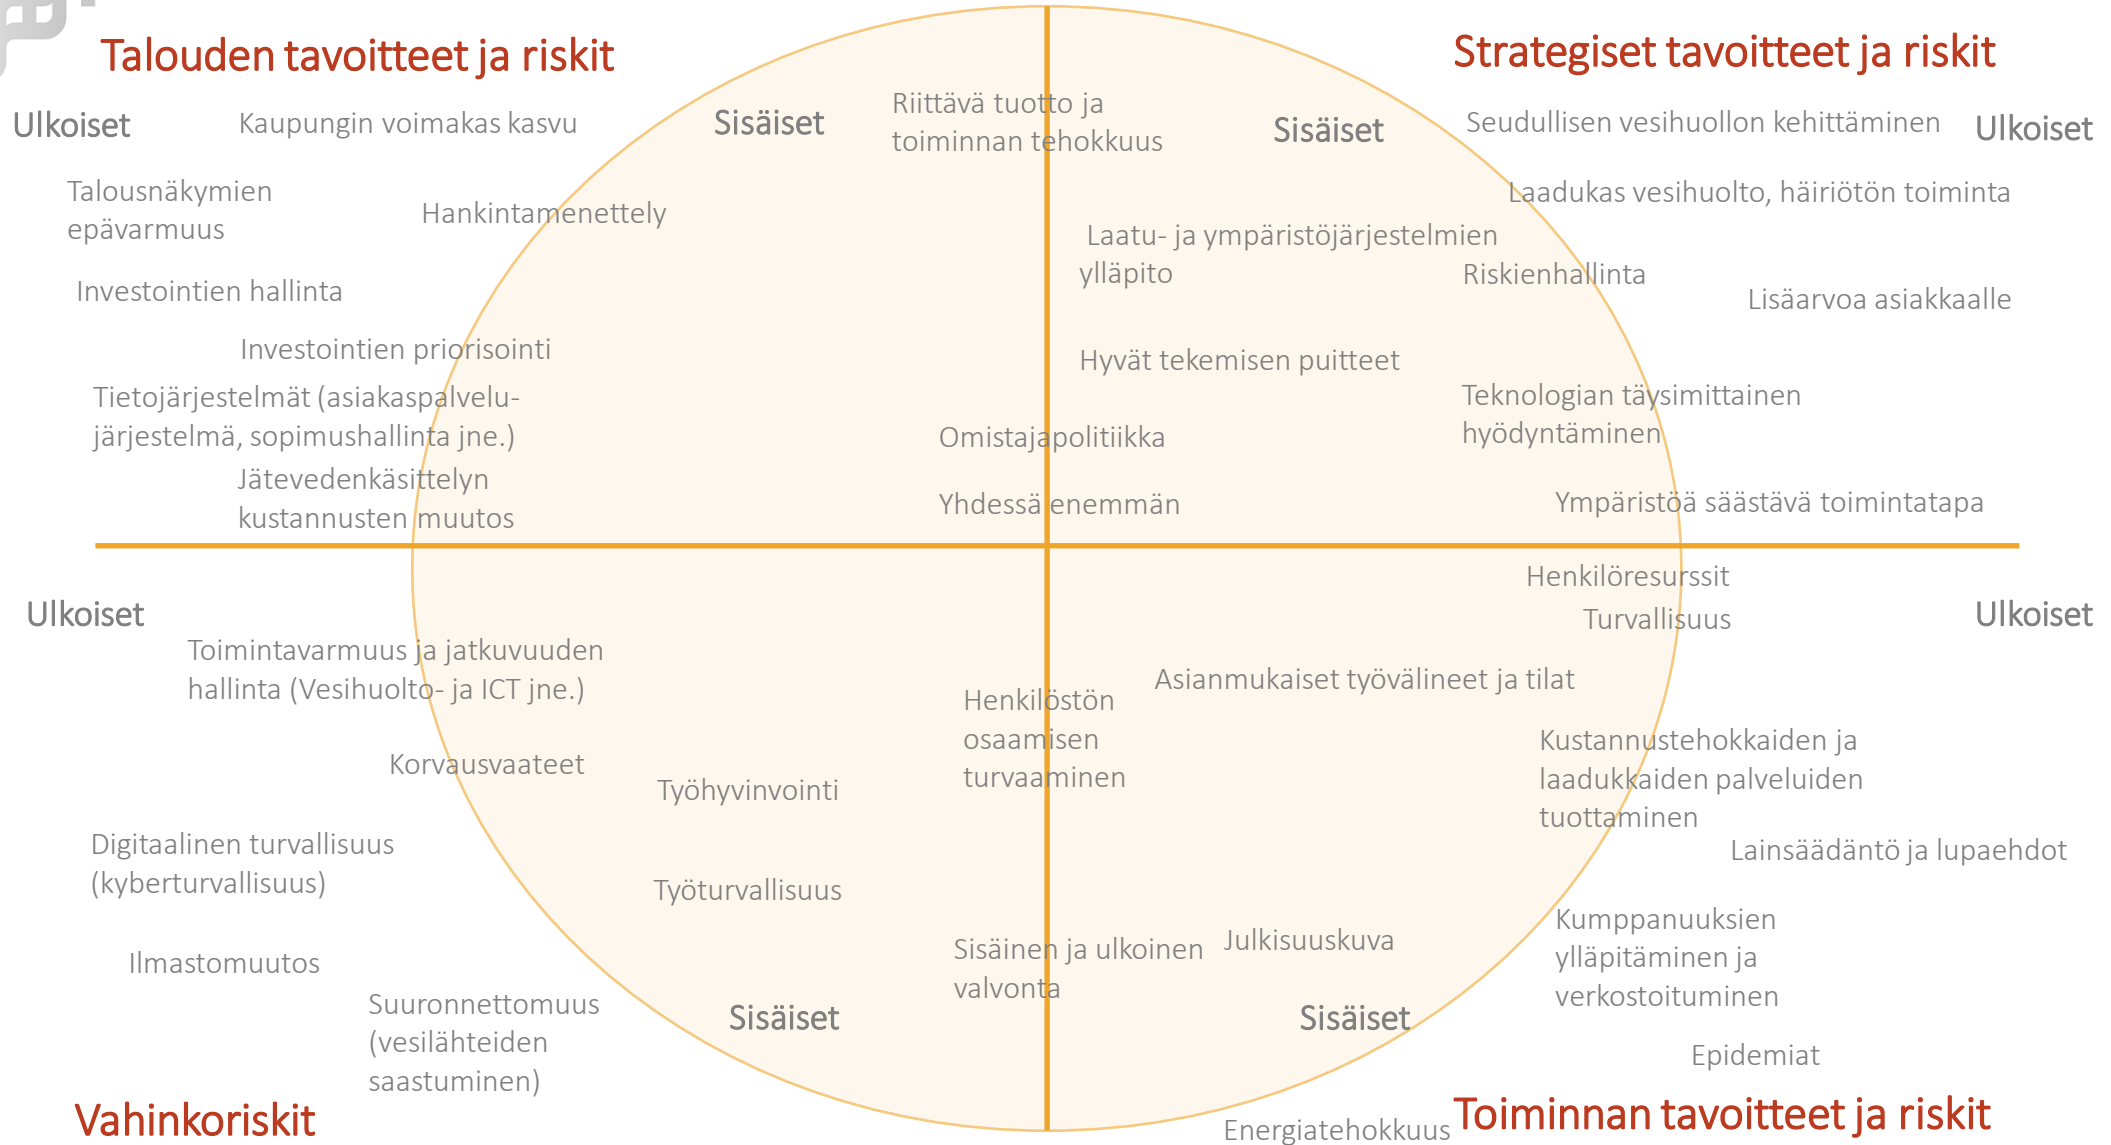 Talouden tavoitteet ja riskit
Strategiset tavoitteet ja riskit
Ulkoiset
Kaupungin voimakas kasvu
Sisäiset
Riittävä tuotto ja
toiminnan tehokkuus
Sisäiset
Seudullisen vesihuollon kehittäminen
Ulkoiset
Talousnäkymien
epävarmuus
Hankintamenettely
Laadukas vesihuolto, häiriötön toiminta
Laatu- ja ympäristöjärjestelmien
ylläpito
Riskienhallinta
Investointien hallinta
Lisäarvoa asiakkaalle
Investointien priorisointi
Hyvät tekemisen puitteet
Tietojärjestelmät (asiakaspalvelu-
järjestelmä, sopimushallinta jne.)
Teknologian täysimittainen
hyödyntäminen
Omistajapolitiikka
Jätevedenkäsittelyn
kustannusten muutos
Yhdessä enemmän
Ympäristöä säästävä toimintatapa
Henkilöresurssit
Ulkoiset
Turvallisuus
Ulkoiset
Toimintavarmuus ja jatkuvuuden
hallinta (Vesihuolto- ja ICT jne.)
Asianmukaiset työvälineet ja tilat
Henkilöstön
osaamisen
turvaaminen
Kustannustehokkaiden ja
laadukkaiden palveluiden
tuottaminen
Korvausvaateet
Työhyvinvointi
Digitaalinen turvallisuus
(kyberturvallisuus)
Lainsäädäntö ja lupaehdot
Työturvallisuus
Kumppanuuksien
ylläpitäminen ja
verkostoituminen
Sisäinen ja ulkoinen
valvonta
Julkisuuskuva
Ilmastomuutos
Suuronnettomuus
(vesilähteiden
saastuminen)
Sisäiset
Sisäiset
Epidemiat
Vahinkoriskit
Energiatehokkuus
Toiminnan tavoitteet ja riskit